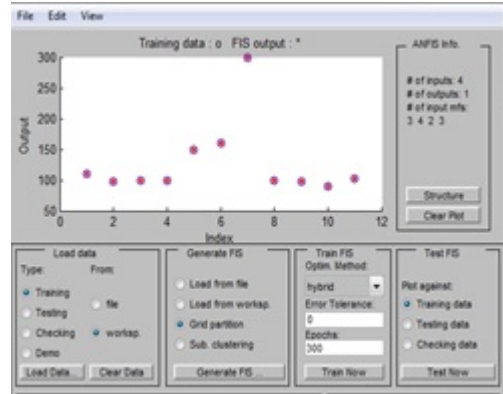 File Edit View
Training data : o FIS output : *
300
250
200
150
100
50
Output
0 2 4 6 8 10 12
Index
ANFIS Info.
# of inputs: 4
# of outputs: 1
# of input mfs:
3 4 2 3
Structure
Clear Plot
Load data
Type: From:
Training
Testing
Checking
Demo
file
worksp.
Load Data... Clear Data
Generate FIS
Load from file
Load from worksp.
Grid partition
Sub. clustering
Generate FIS ...
Train FIS
Optim. Method:
hybrid
Error Tolerance:
0
Epochs:
300
Train Now
Test FIS
Plot against:
Training data
Testing data
Checking data
Test Now